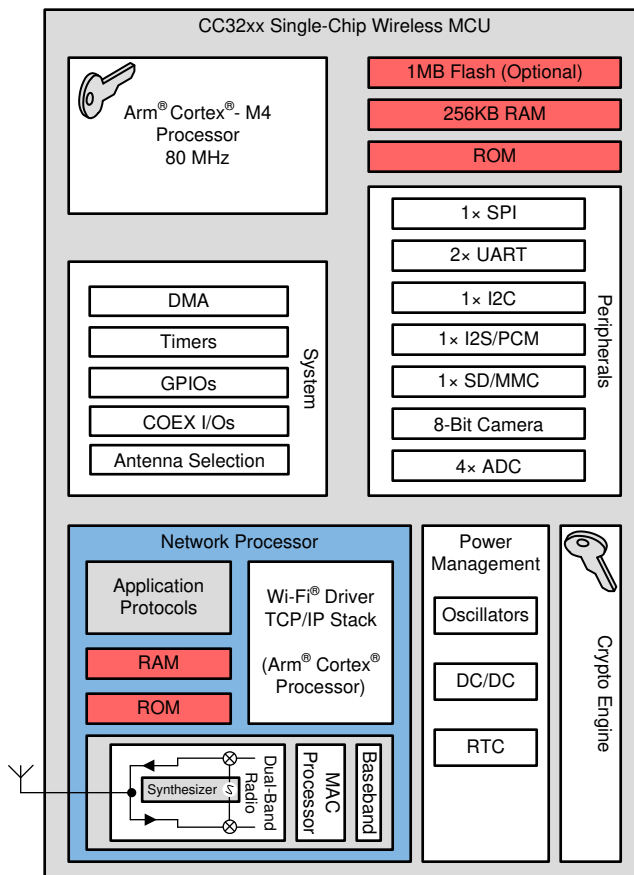 CC32xx Single-Chip Wireless MCU
Arm® Cortex®- M4
Processor
80 MHz
1MB Flash (Optional)
256KB RAM
ROM
1× SPI
2× UART
1× I2C
1× I2S/PCM
1× SD/MMC
8-Bit Camera
4× ADC
Peripherals
DMA
Timers
GPIOs
COEX I/Os
Antenna Selection
System
Network Processor
Application
Protocols
RAM
ROM
Wi-Fi® Driver
TCP/IP Stack
(Arm® Cortex®
Processor)
Synthesizer
Dual-Band
Radio
MAC
Processor
Baseband
Power
Management
Oscillators
DC/DC
RTC
Crypto Engine